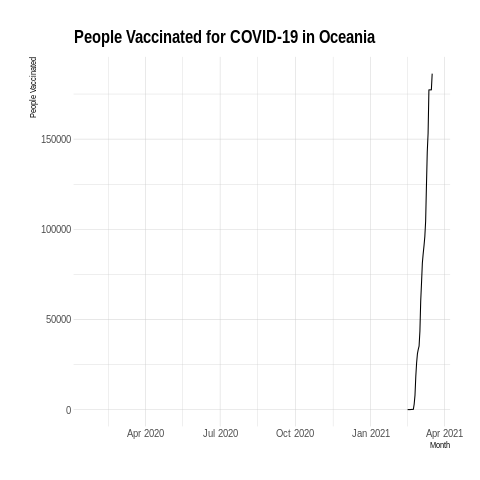 People Vaccinated for COVID-19 in Oceania
People Vaccinated
150000
100000
50000
0
Apr 2020 Jul 2020 Oct 2020 Jan 2021 Apr 2021
Month